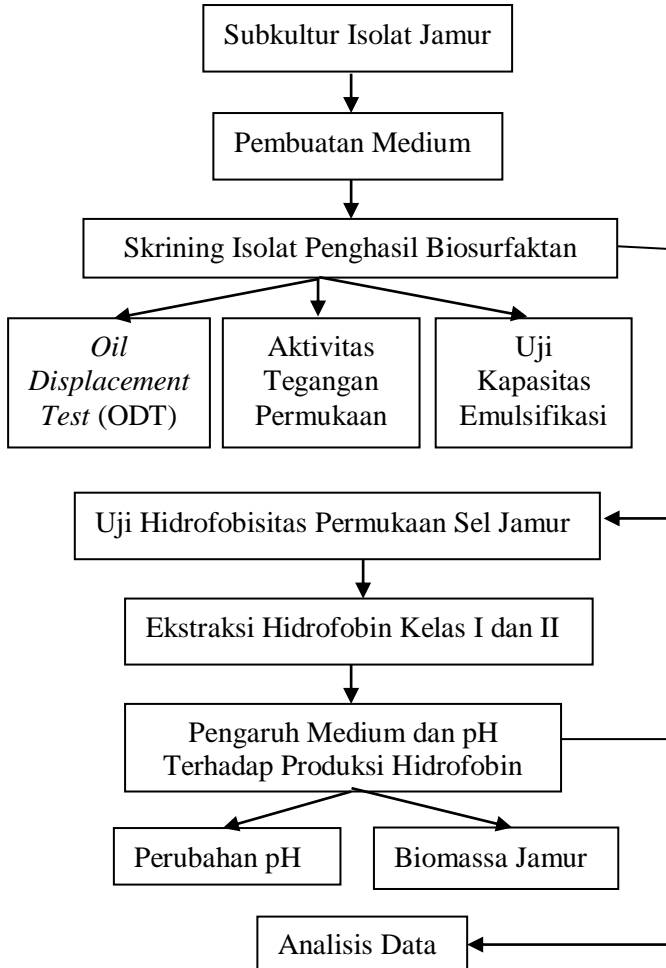 Subkultur Isolat Jamur
Pembuatan Medium
Skrining Isolat Penghasil Biosurfaktan
Oil
Displacement
Test (ODT)
Aktivitas
Tegangan
Permukaan
Uji
Kapasitas
Emulsifikasi
Uji Hidrofobisitas Permukaan Sel Jamur
Ekstraksi Hidrofobin Kelas I dan II
Pengaruh Medium dan pH
Terhadap Produksi Hidrofobin
Perubahan pH
Biomassa Jamur
Analisis Data